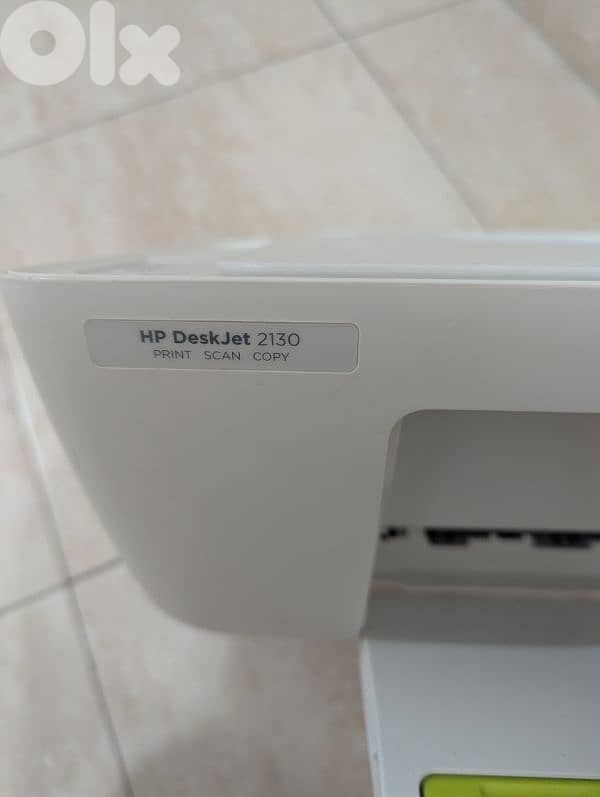 Olx
HP DeskJet 2130
PRINT SCAN COPY